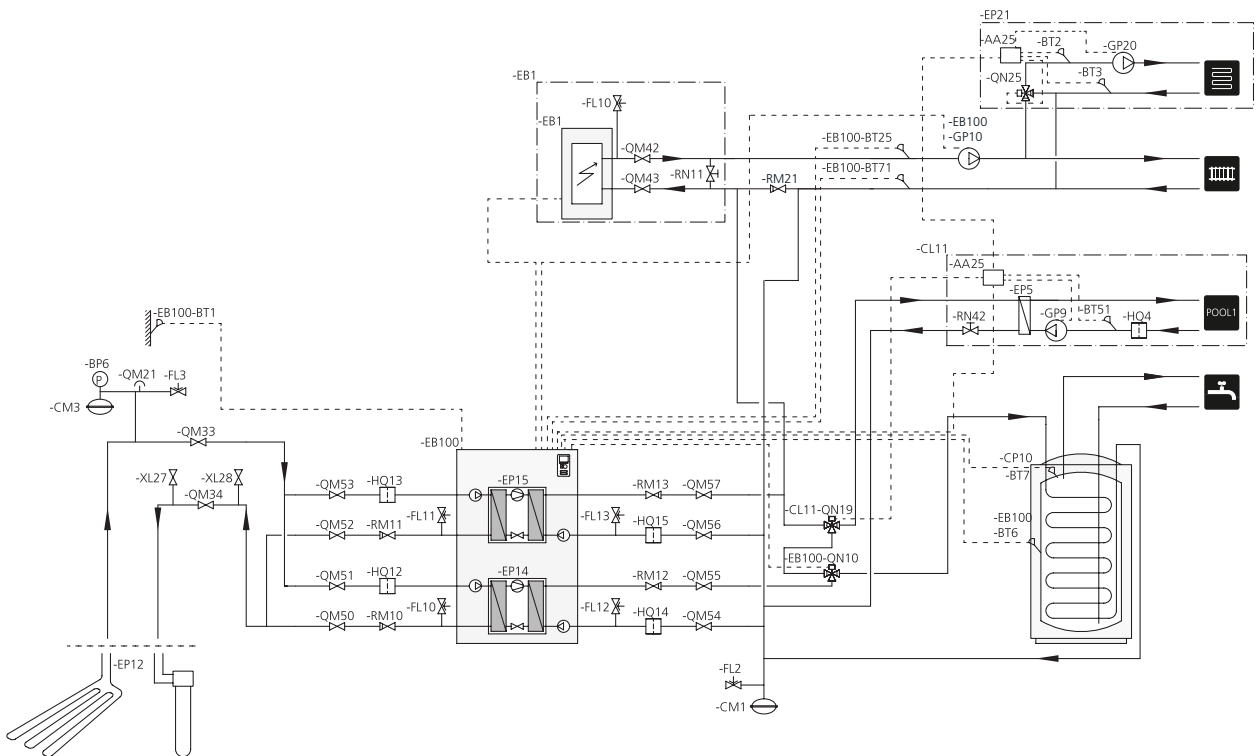 -EP21
-AA25
-BT2
-GP20
-QN25
-BT3
-EB1
-FL10
-EB1
-QM42
-EB100-BT25
-EB100
-GP10
-QM43
-RN11
-RM21
-EB100-BT71
-CL11
-AA25
-EP5
-GP9
-BT51
-RN42
-HQ4
POOL1
-EB100-BT1
-BP6
P
-QM21
-FL3
-CM3
-QM33
-XL27
-XL28
-QM34
-EB100
-QM53
-HQ13
-EP15
-RM13
-QM57
-QM52
-RM11
-FL11
-FL13
-HQ15
-QM56
-CL11-QN19
-CP10
-BT7
-EB100
-BT6
-QM51
-HQ12
-EP14
-RM12
-QM55
-EB100-QN10
-QM50
-RM10
-FL10
-FL12
-HQ14
-QM54
-EP12
-FL2
-CM1